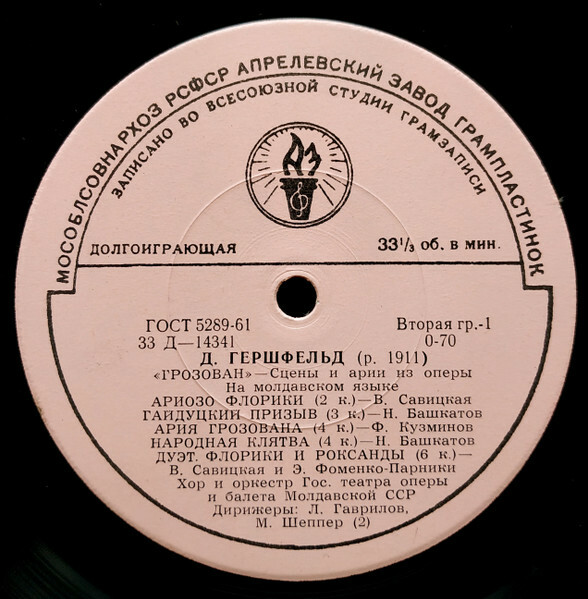 МОСОБЛСОВНАРХОЗ РСФСР АПРЕЛЕВСКИЙ ЗАВОД ГРАМПЛАСТИНОК
ЗАПИСАНО ВО ВСЕСОЮЗНОЙ СТУДИИ ГРАМЗАПИСИ
АЗ
ДОЛГОИГРАЮЩАЯ 33 1/3 об. в мин.
ГОСТ 5289-61 Вторая гр.-1
33 Д—14341 0-70
Д. ГЕРШФЕЛЬД (р. 1911)
«ГРОЗОВАН»—Сцены и арии из оперы
На молдавском языке
АРИОЗО ФЛОРИКИ (2 к.)—В. Савицкая
ГАЙДУЦКИЙ ПРИЗЫВ (3 к.)—Н. Башкатов
АРИЯ ГРОЗОВАНА (4 к.)—Ф. Кузминов
НАРОДНАЯ КЛЯТВА (4 к.)—Н. Башкатов
ДУЭТ. ФЛОРИКИ И РОКСАНДЫ (6 к.)—
В. Савицкая и Э. Фоменко-Парники
Хор и оркестр Гос. театра оперы
и балета Молдавской ССР
Дирижеры: Л. Гаврилов,
М. Шеппер (2)